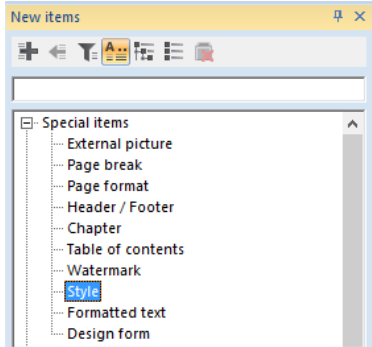 New items
Special items
External picture
Page break
Page format
Header / Footer
Chapter
Table of contents
Watermark
Style
Formatted text
Design form